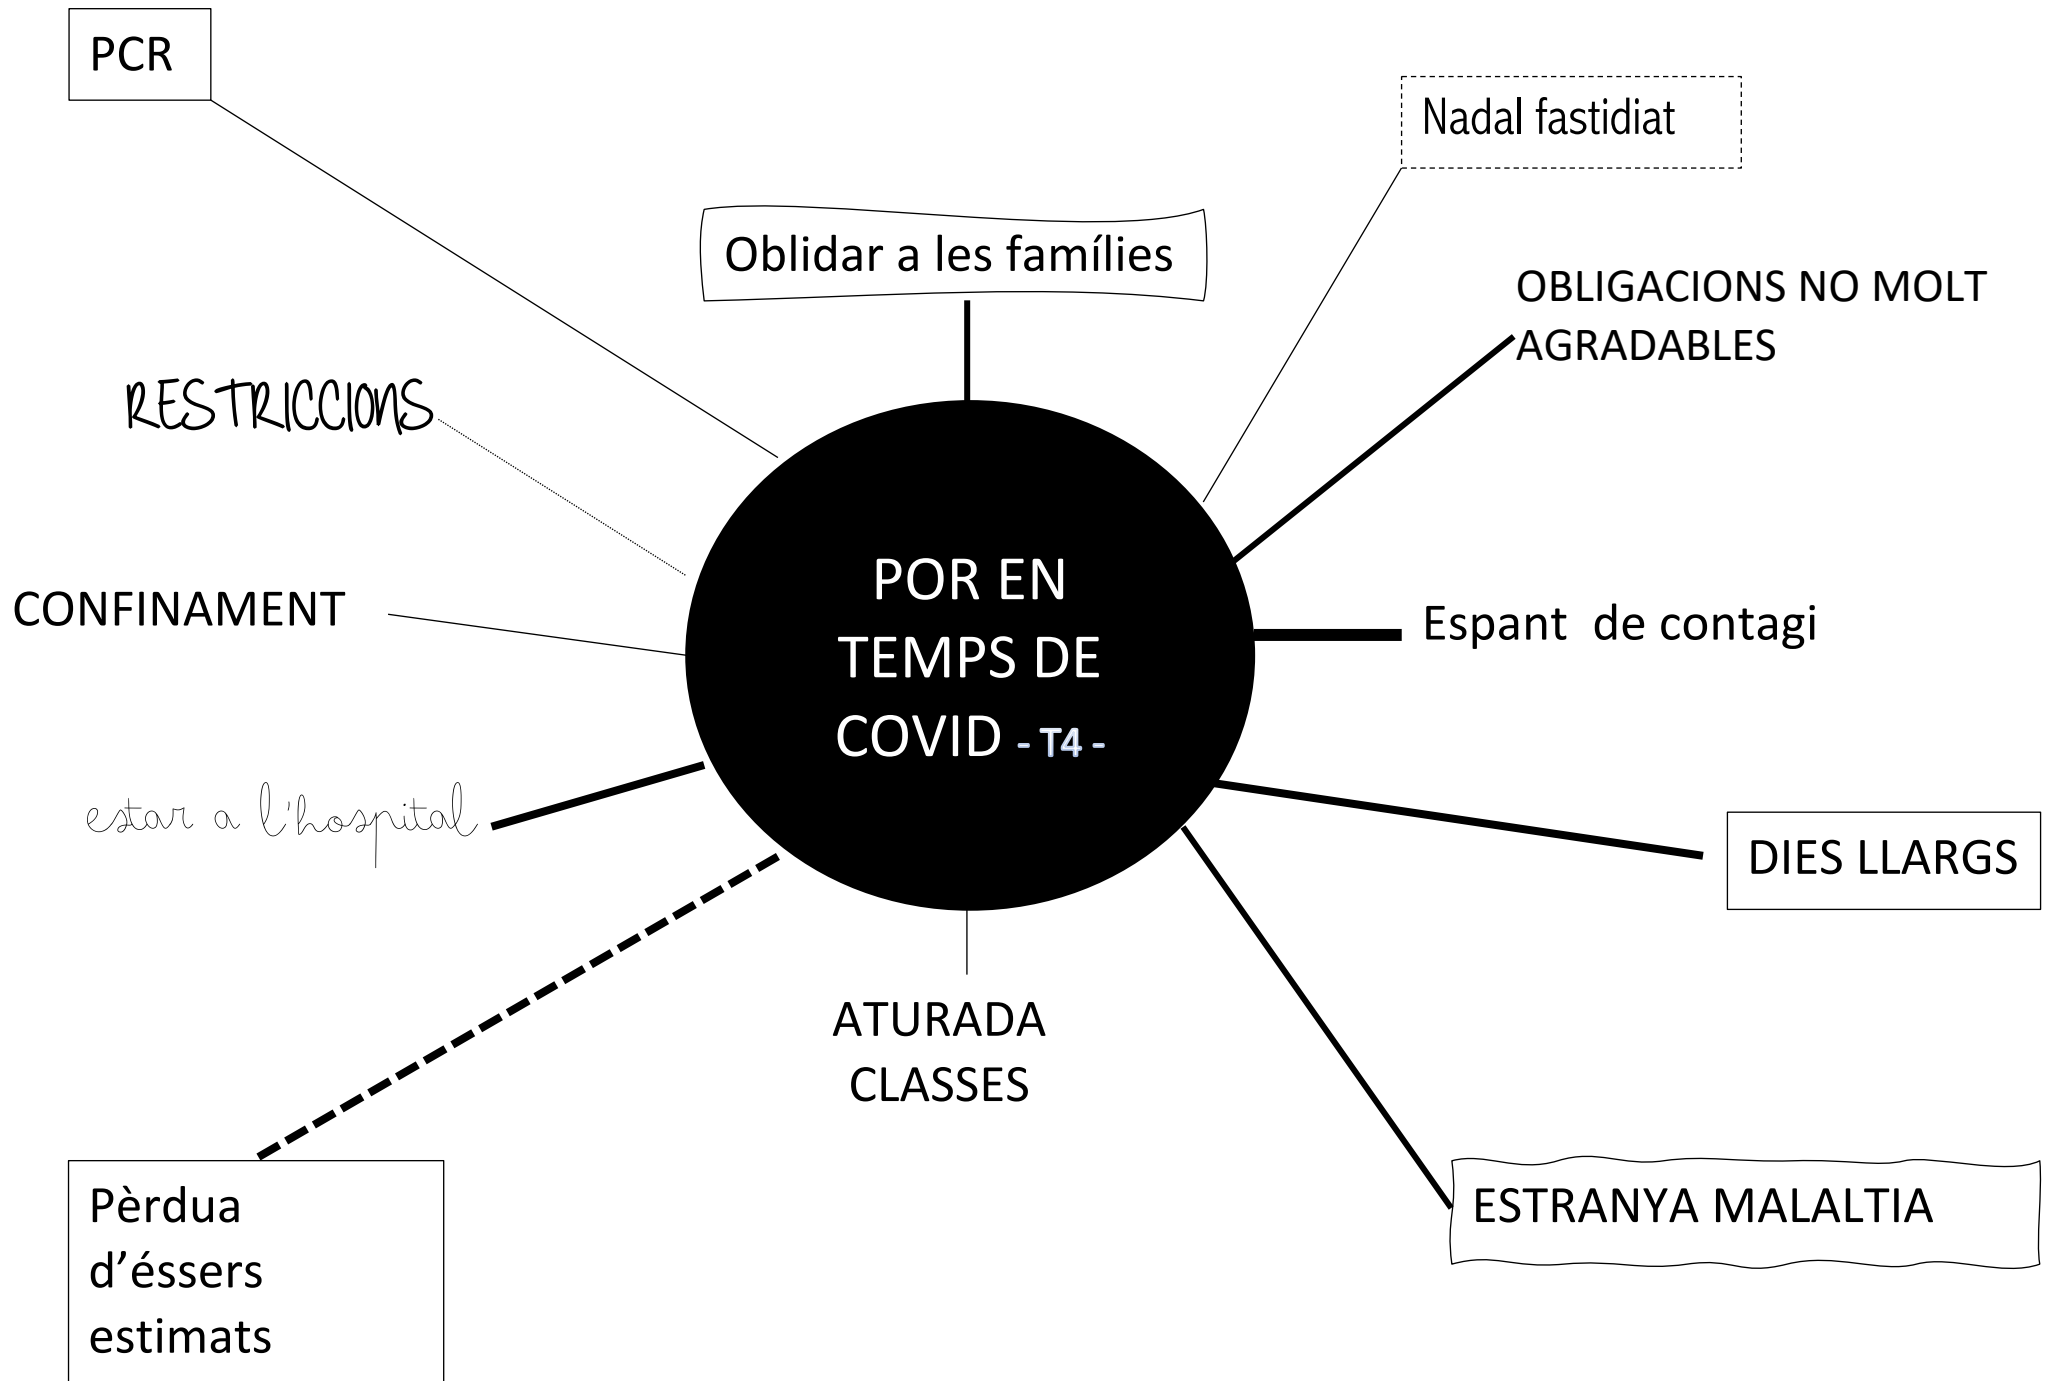 PCR
Nadal fastidiat
Oblidar a les famílies
OBLIGACIONS NO MOLT
AGRADABLES
RESTRICCIONS
CONFINAMENT
POR EN
TEMPS DE
COVID - T4 -
Espant  de contagi
estar a l'hospital
DIES LLARGS
ATURADA
CLASSES
Pèrdua
d’éssers
estimats
ESTRANYA MALALTIA